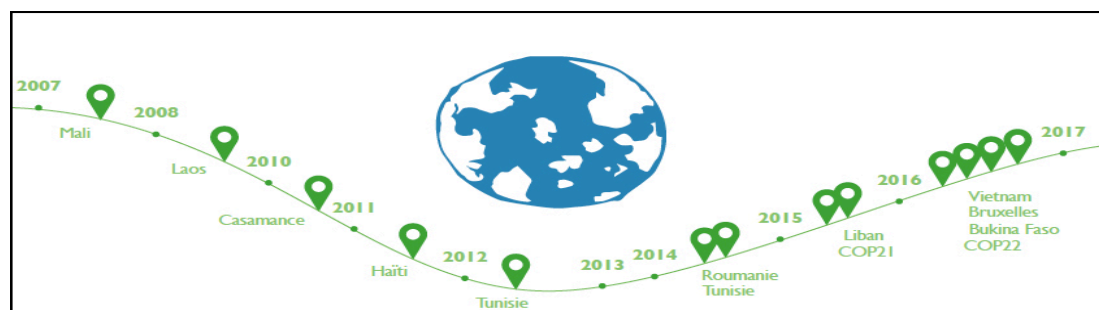 2007
Mali
2008
Laos
2010
Casamance
2011
Haïti
2012
Tunisie
2013
2014
Roumanie
Tunisie
2015
Liban
COP21
2016
Vietnam
Bruxelles
Bukina Faso
COP22
2017